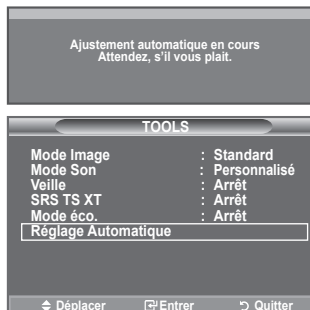 Ajustement automatique en cours
Attendez, s'il vous plait.
TOOLS
Mode Image : Standard
Mode Son : Personnalisé
Veille : Arrêt
SRS TS XT : Arrêt
Mode éco. : Arrêt
Réglage Automatique
Déplacer Entrer Quitter